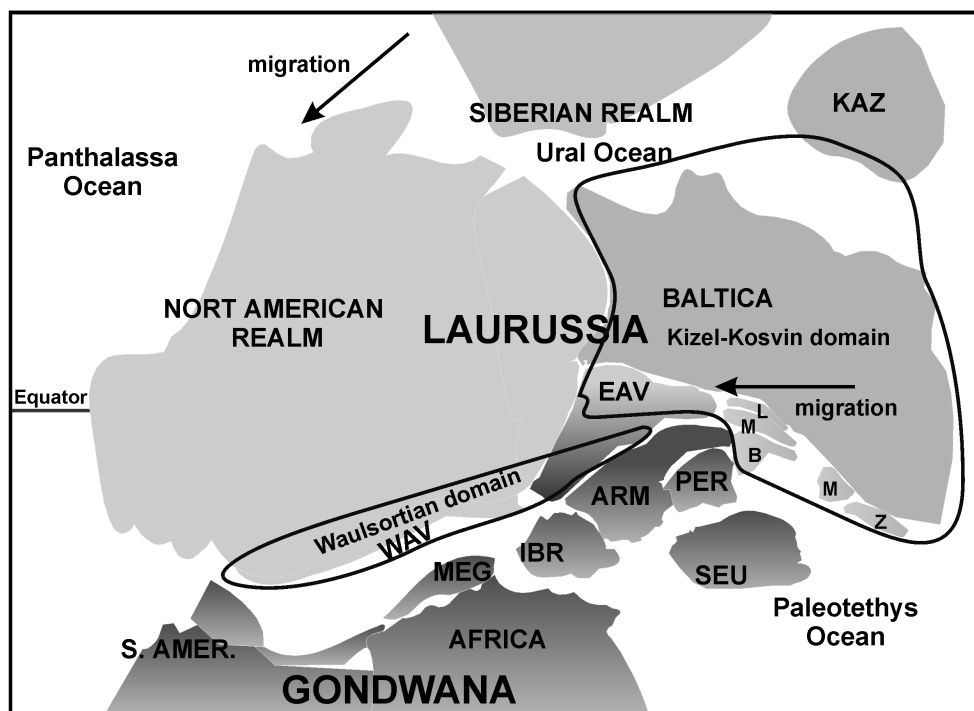 migration
SIBERIAN REALM
KAZ
Panthalassa
Ocean
Ural Ocean
NORT AMERICAN
REALM
LAURUSSIA
BALTICA
Kizel-Kosvin domain
Equator
EAV
migration
L
M
B
M
Z
Waulsortian domain
WAV
ARM
PER
IBR
MEG
SEU
Paleotethys
Ocean
S. AMER.
AFRICA
GONDWANA